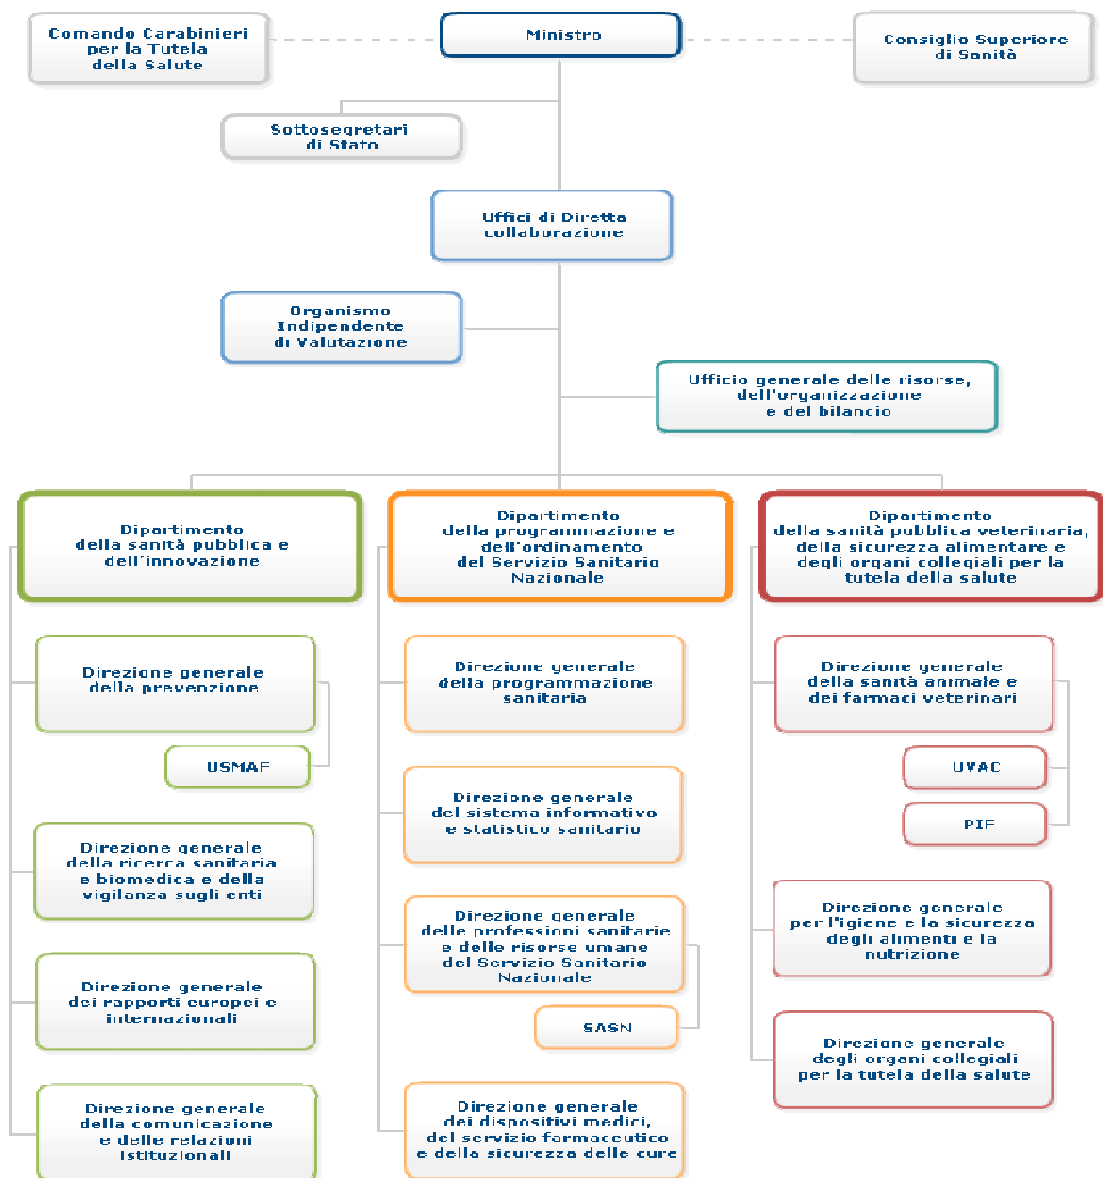 Comando Carabinieri
per la Tutela
della Salute
Ministro
Consiglio Superiore
di Sanità
Sottosegretari
di Stato
Uffici di Diretta
collaborazione
Organismo
Indipendente
di Valutazione
Ufficio generale delle risorse,
dell'organizzazione
e del bilancio
Dipartimento
della sanità pubblica e
dell'innovazione
Dipartimento
della programmazione e
dell'ordinamento
del Servizio Sanitario
Nazionale
Dipartimento
della sanità pubblica veterinaria,
della sicurezza alimentare e
degli organi collegiali per la
tutela della salute
Direzione generale
della prevenzione
USMAF
Direzione generale
della ricerca sanitaria
e biomedica e della
vigilanza sugli enti
Direzione generale
dei rapporti europei e
internazionali
Direzione generale
della comunicazione
e delle relazioni
istituzionali
Direzione generale
della programmazione
sanitaria
Direzione generale
del sistema informativo
e statistico sanitario
Direzione generale
delle professioni sanitarie
e delle risorse umane
del Servizio Sanitario
Nazionale
SASN
Direzione generale
dei dispositivi medici,
del servizio farmaceutico
e della sicurezza delle cure
Direzione generale
della sanità animale e
dei farmaci veterinari
UVAC
PIF
Direzione generale
per l'igiene e la sicurezza
degli alimenti e la
nutrizione
Direzione generale
degli organi collegiali
per la tutela della salute